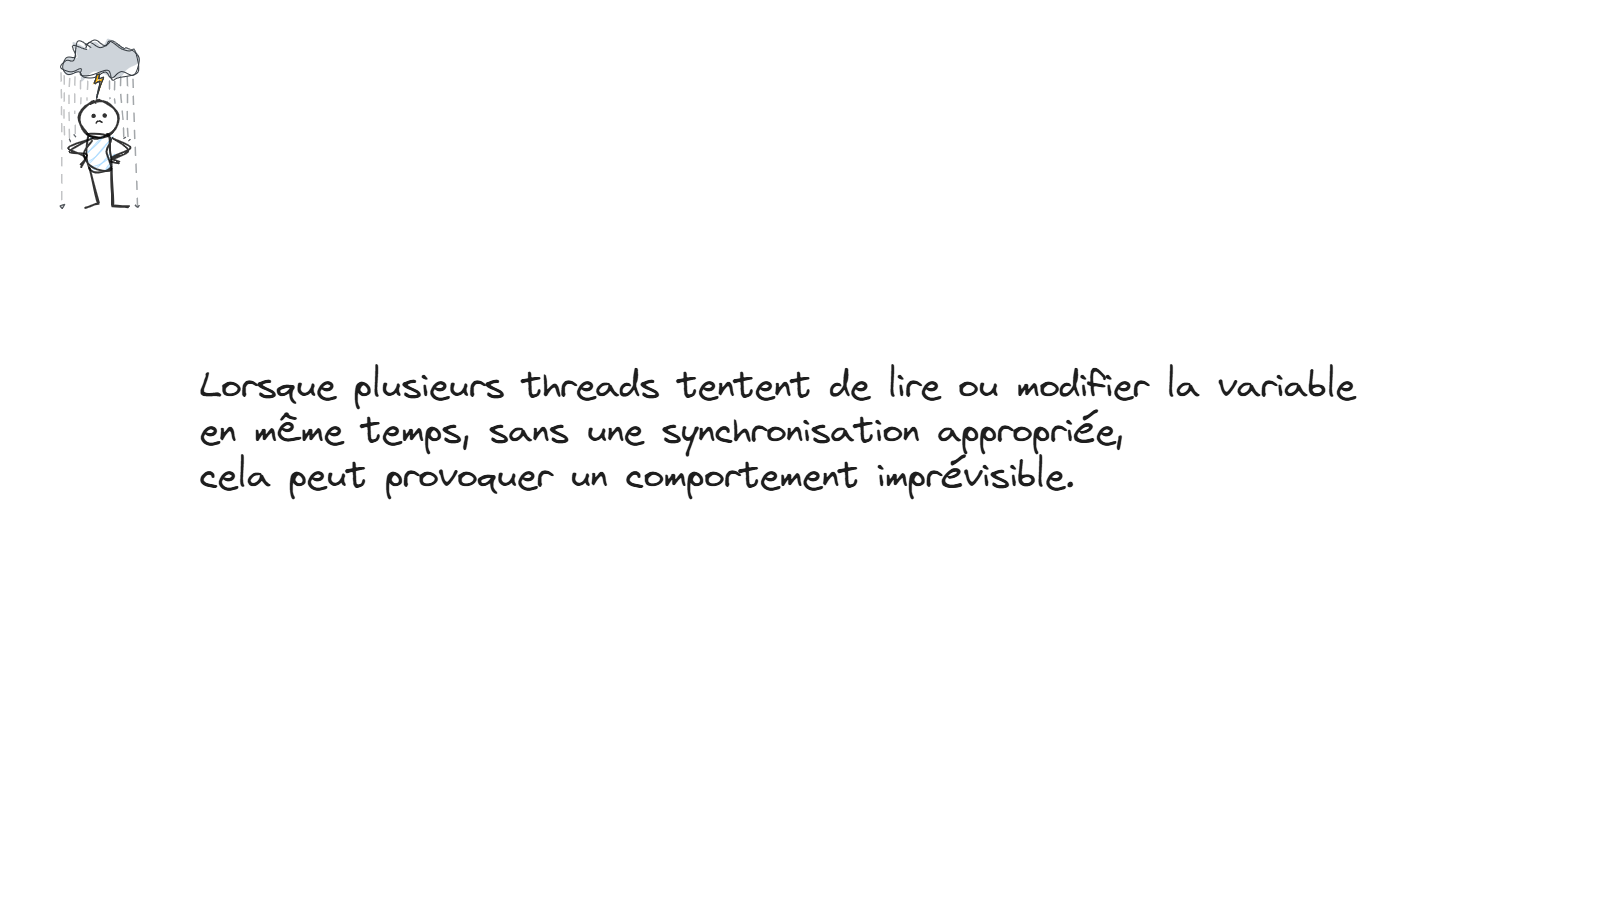 Lorsque plusieurs threads tentent de lire ou modifier la variable
en même temps, sans une synchronisation appropriée,
cela peut provoquer un comportement imprévisible.